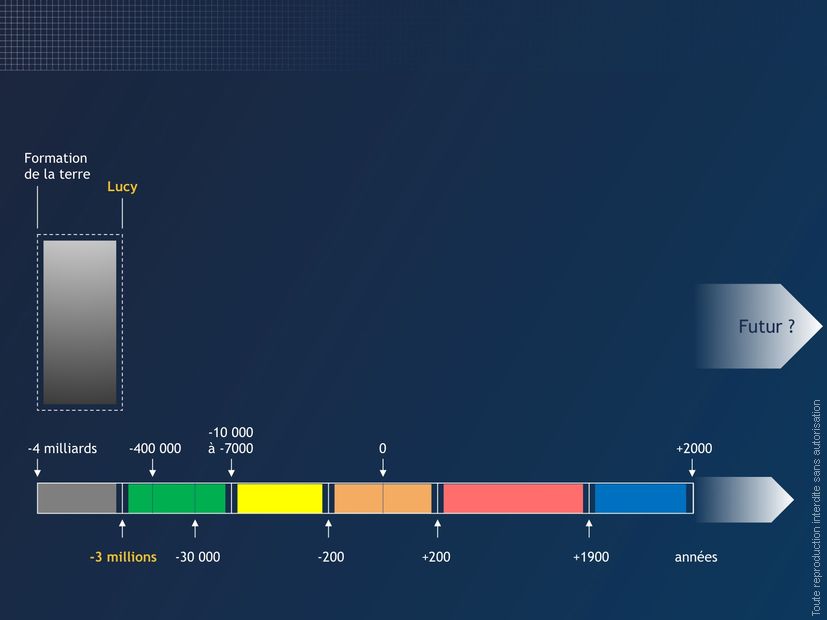 Formation
de la terre
Lucy
Futur ?
-10 000
-4 milliards
-400 000
à -7000
0
+2000
-3 millions
-30 000
-200
+200
+1900
années
Toute reproduction interdite sans autorisation